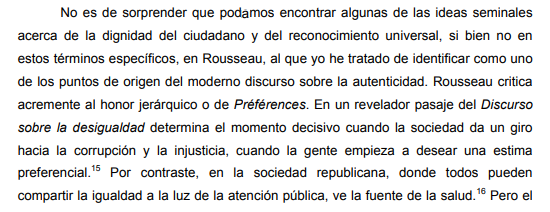 No es de sorprender que podamos encontrar algunas de las ideas seminales
acerca de la dignidad del ciudadano y del reconocimiento universal, si bien no en
estos términos específicos, en Rousseau, al que yo he tratado de identificar como uno
de los puntos de origen del moderno discurso sobre la autenticidad. Rousseau critica
acremente al honor jerárquico o de Préférences. En un revelador pasaje del Discurso
sobre la desigualdad determina el momento decisivo cuando la sociedad da un giro
hacia la corrupción y la injusticia, cuando la gente empieza a desear una estima
preferencial.15 Por contraste, en la sociedad republicana, donde todos pueden
compartir la igualdad a la luz de la atención pública, ve la fuente de la salud.16 Pero el